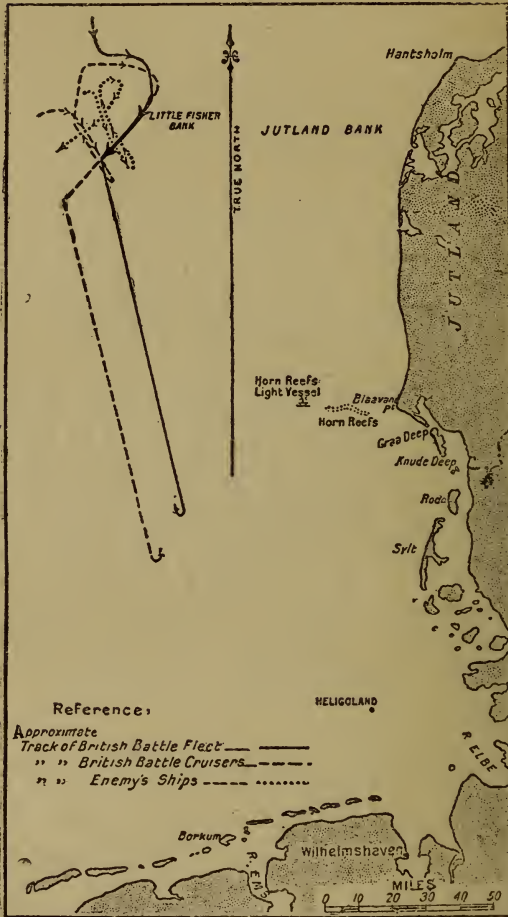 Hantsholm
LITTLE FISHER
BANK
JUTLAND BANK
TRUE NORTH
JUTLAND
Horn Reefs
Light Vessel
Blaavand
Pt
Horn Reefs
Graa Deep
Knude Deep
Sylt
HELIGOLAND
Reference,
Approximate
Track of British Battle Fleet
" " British Battle Cruisers
" " Enemy's Ships
R. ELBE
Borkum
R. EMS
Wilhelmshaven
MILES
0 10 20 30 40 50